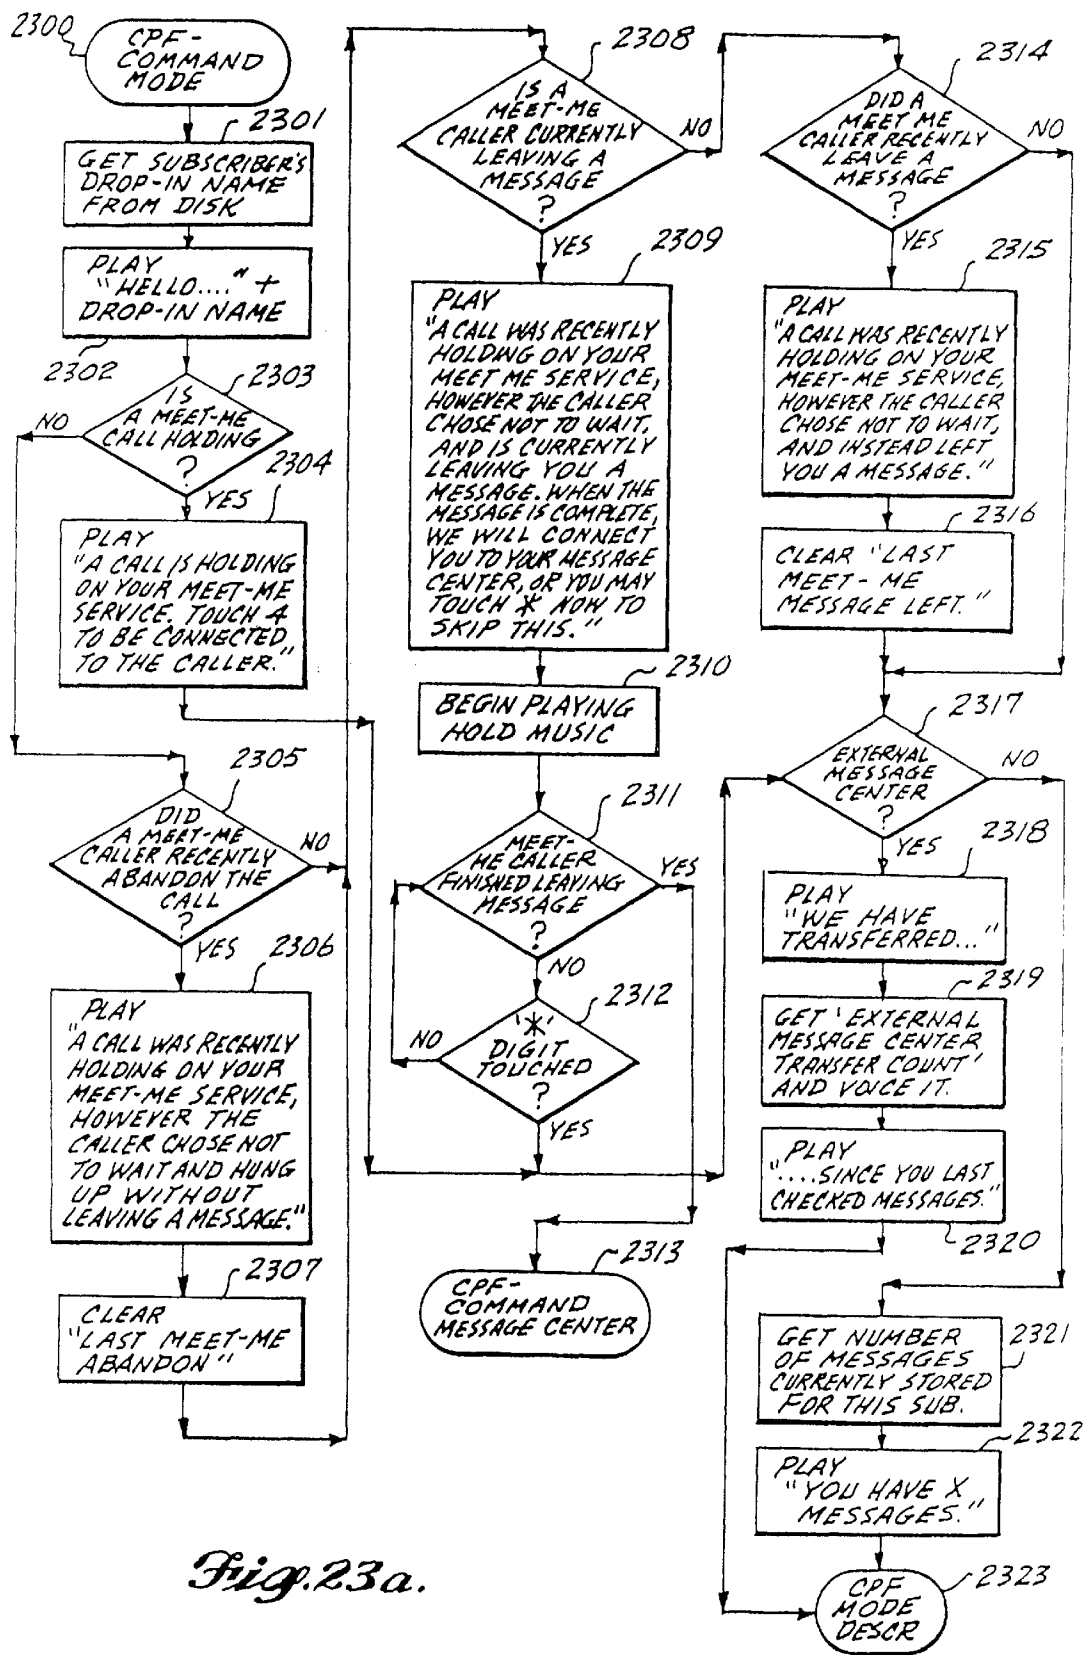 2300
CPF-
COMMAND
MODE
2301
GET SUBSCRIBER'S
DROP-IN NAME
FROM DISK
PLAY
"HELLO...." +
DROP-IN NAME
2302
2303
IS
A MEET-ME
CALL HOLDING
?
NO
YES
2304
PLAY
"A CALL IS HOLDING
ON YOUR MEET-ME
SERVICE. TOUCH 4
TO BE CONNECTED
TO THE CALLER."
2305
DID
A MEET-ME
CALLER RECENTLY
ABANDON THE
CALL
?
NO
YES
2306
PLAY
"A CALL WAS RECENTLY
HOLDING ON YOUR
MEET-ME SERVICE,
HOWEVER THE
CALLER CHOSE NOT
TO WAIT AND HUNG
UP WITHOUT
LEAVING A MESSAGE."
2307
CLEAR
"LAST MEET-ME
ABANDON"
2308
IS A
MEET-ME
CALLER CURRENTLY
LEAVING A
MESSAGE
?
NO
YES
2309
PLAY
"A CALL WAS RECENTLY
HOLDING ON YOUR
MEET ME SERVICE,
HOWEVER THE CALLER
CHOSE NOT TO WAIT,
AND IS CURRENTLY
LEAVING YOU A
MESSAGE. WHEN THE
MESSAGE IS COMPLETE,
WE WILL CONNECT
YOU TO YOUR MESSAGE
CENTER, OR YOU MAY
TOUCH * NOW TO
SKIP THIS."
2310
BEGIN PLAYING
HOLD MUSIC
2311
MEET-
ME CALLER
FINISHED LEAVING
MESSAGE
?
YES
NO
2312
'*'
DIGIT
TOUCHED
?
NO
YES
2313
CPF-
COMMAND
MESSAGE CENTER
2314
DID A
MEET ME
CALLER RECENTLY
LEAVE A
MESSAGE
?
NO
YES
2315
PLAY
"A CALL WAS RECENTLY
HOLDING ON YOUR
MEET-ME SERVICE,
HOWEVER THE CALLER
CHOSE NOT TO WAIT,
AND INSTEAD LEFT
YOU A MESSAGE."
2316
CLEAR "LAST
MEET-ME
MESSAGE LEFT."
2317
EXTERNAL
MESSAGE
CENTER
?
NO
YES
2318
PLAY
"WE HAVE
TRANSFERRED..."
2319
GET 'EXTERNAL
MESSAGE CENTER
TRANSFER COUNT'
AND VOICE IT.
PLAY
"....SINCE YOU LAST
CHECKED MESSAGES."
2320
GET NUMBER
OF MESSAGES
CURRENTLY STORED
FOR THIS SUB.
2321
2322
PLAY
"YOU HAVE X
MESSAGES."
2323
CPF
MODE
DESCR
Fig. 23a.